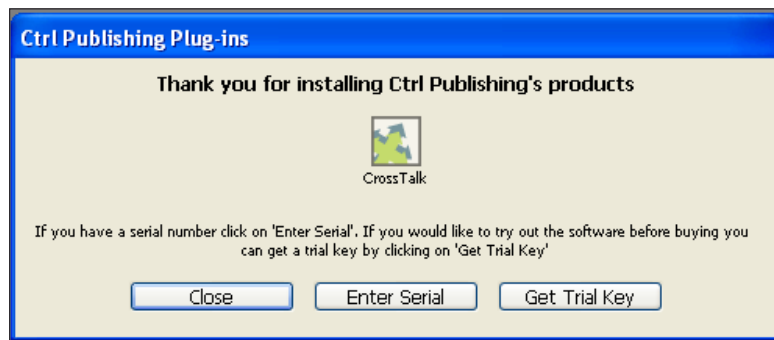 Ctrl Publishing Plug-ins
Thank you for installing Ctrl Publishing's products
CrossTalk
If you have a serial number click on 'Enter Serial'. If you would like to try out the software before buying you
can get a trial key by clicking on 'Get Trial Key'
Close Enter Serial Get Trial Key